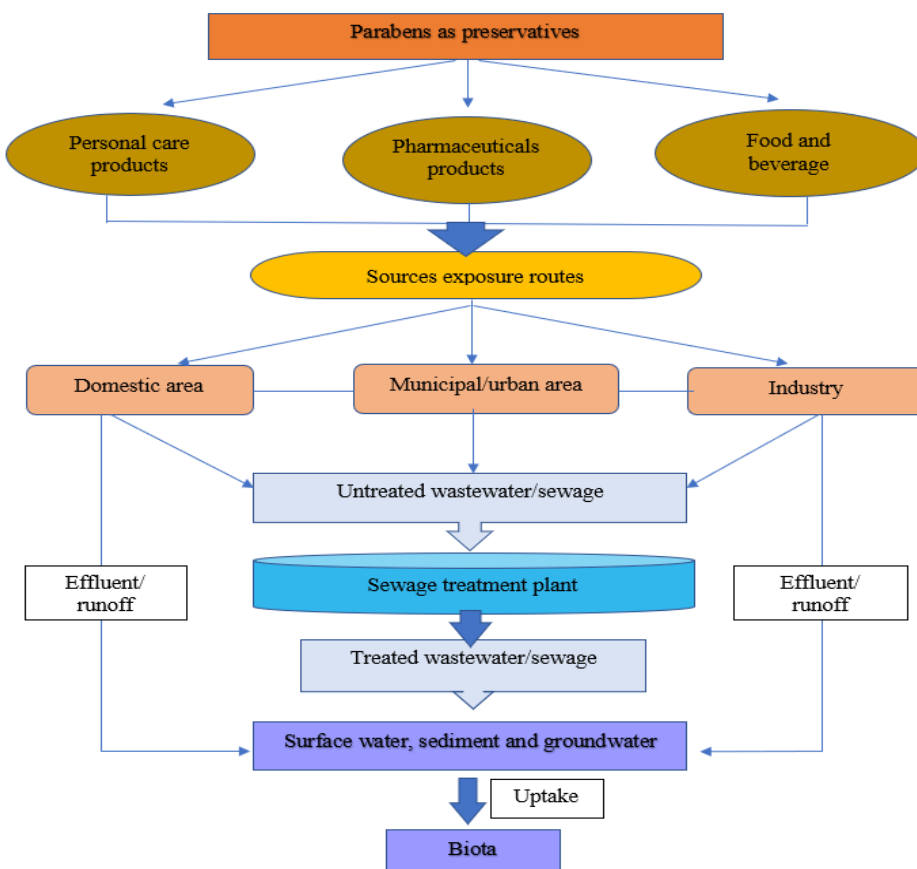 Parabens as preservatives
Personal care
products
Pharmaceuticals
products
Food and
beverage
Sources exposure routes
Domestic area
Municipal/urban area
Industry
Untreated wastewater/sewage
Effluent/
runoff
Sewage treatment plant
Effluent/
runoff
Treated wastewater/sewage
Surface water, sediment and groundwater
Uptake
Biota